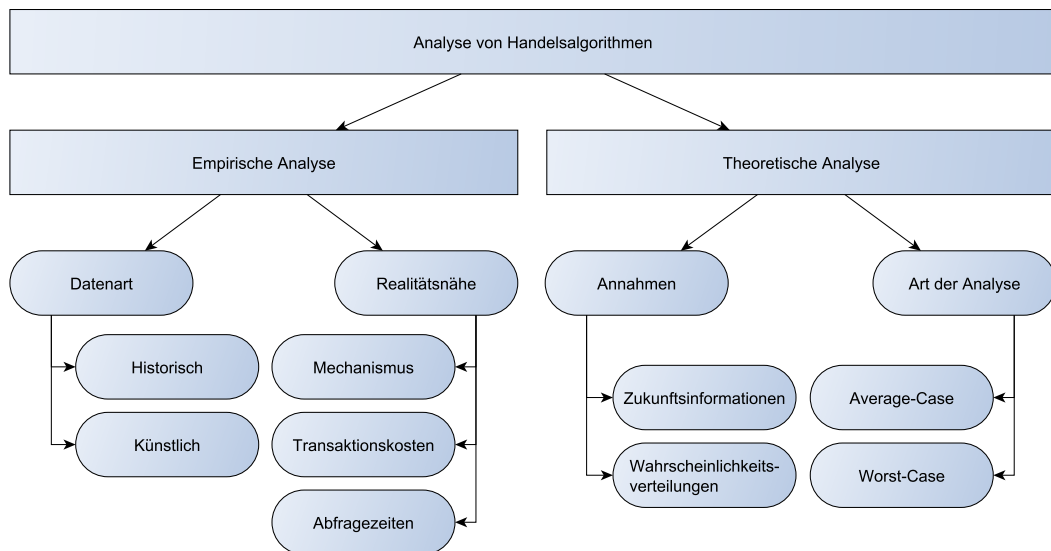 Analyse von Handelsalgorithmen
Empirische Analyse
Theoretische Analyse
Datenart
Realitätsnähe
Annahmen
Art der Analyse
Historisch
Mechanismus
Zukunftsinformationen
Average-Case
Künstlich
Transaktionskosten
Wahrscheinlichkeits-
verteilungen
Worst-Case
Abfragezeiten